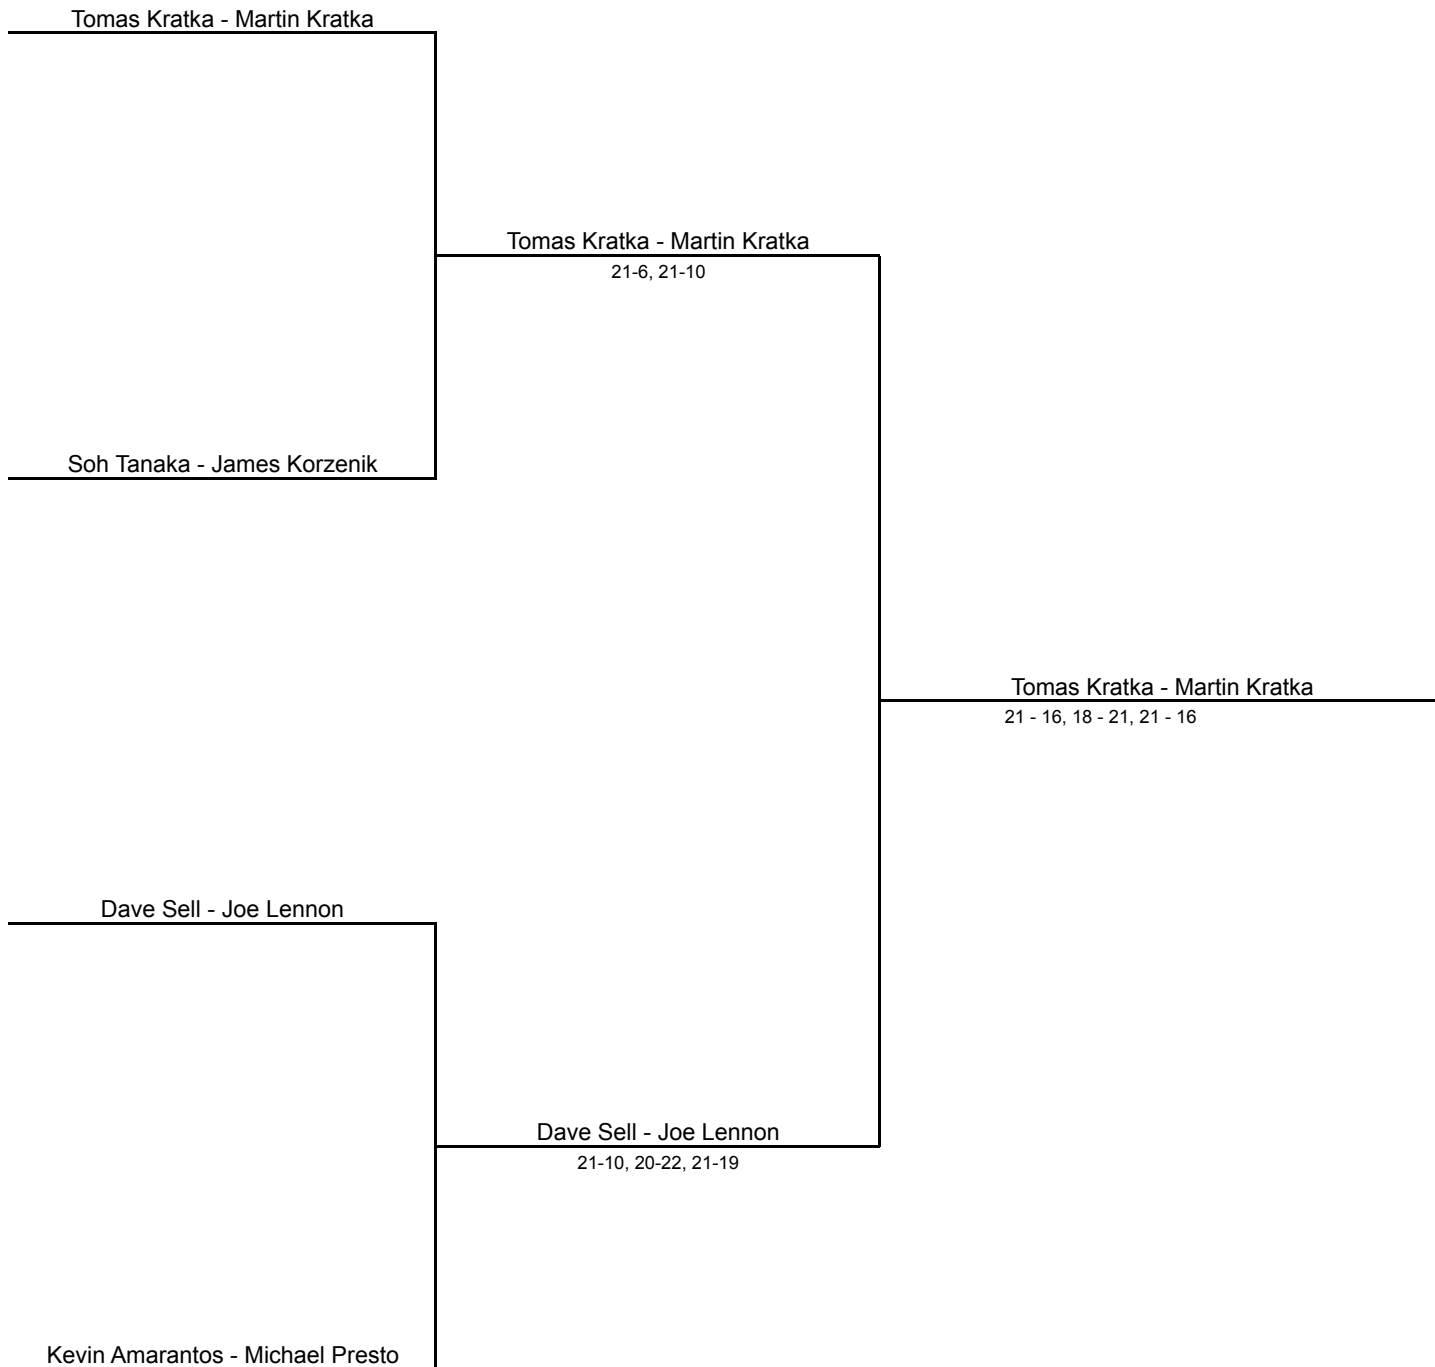 Tomas Kratka - Martin Kratka
Tomas Kratka - Martin Kratka
21-6, 21-10
Soh Tanaka - James Korzenik
Tomas Kratka - Martin Kratka
21 - 16, 18 - 21, 21 - 16
Dave Sell - Joe Lennon
Dave Sell - Joe Lennon
21-10, 20-22, 21-19
Kevin Amarantos - Michael Presto